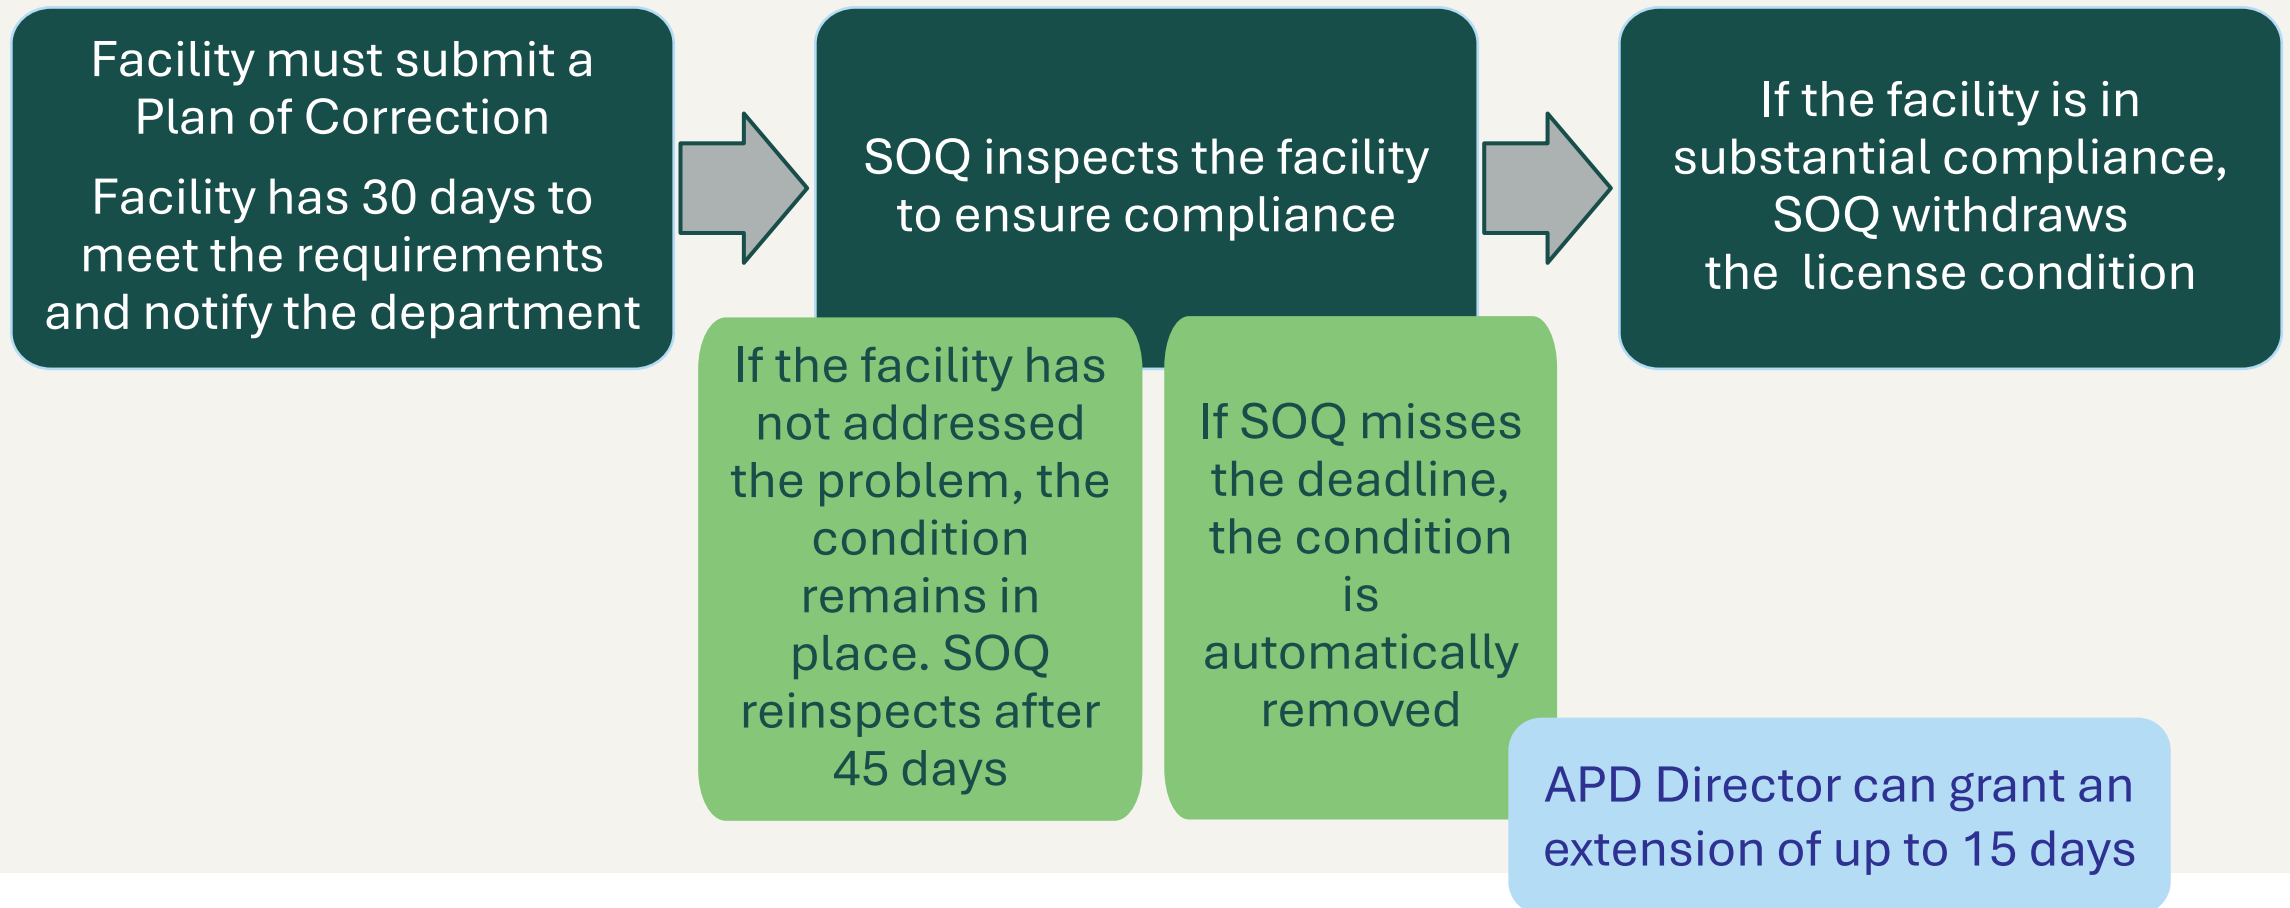 Facility must submit a
Plan of Correction
Facility has 30 days to
meet the requirements
and notify the department
SOQ inspects the facility
to ensure compliance
If the facility is in
substantial compliance,
SOQ withdraws
the  license condition
If the facility has
not addressed
the problem, the
condition
remains in
place. SOQ
reinspects after
45 days
If SOQ misses
the deadline,
the condition
is
automatically
removed
APD Director can grant an
extension of up to 15 days